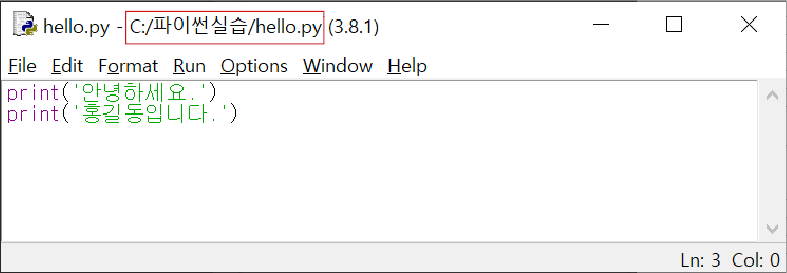 hello.py - C:/파이썬실습/hello.py (3.8.1)
File Edit Format Run Options Window Help
print('안녕하세요.')
print('홍길동입니다.')
Ln: 3 Col: 0